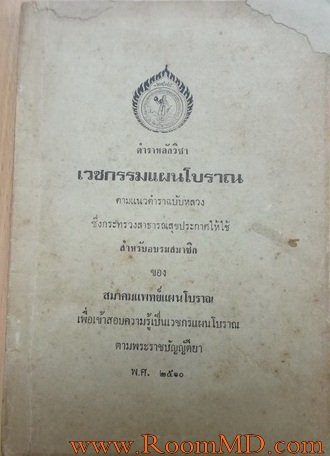 ตำราหลักวิชา
เวชกรรมแผนโบราณ
ตามแนวตำราฉบับหลวง
ซึ่งกระทรวงสาธารณสุขประกาศให้ใช้
สำหรับอบรมสมาชิก
ของ
สมาคมแพทย์แผนโบราณ
เพื่อเข้าสอบความรู้เป็นเวชกรแผนโบราณ
ตามพระราชบัญญัติยา
พ.ศ. ๒๕๑๐
www.RoomMD.com